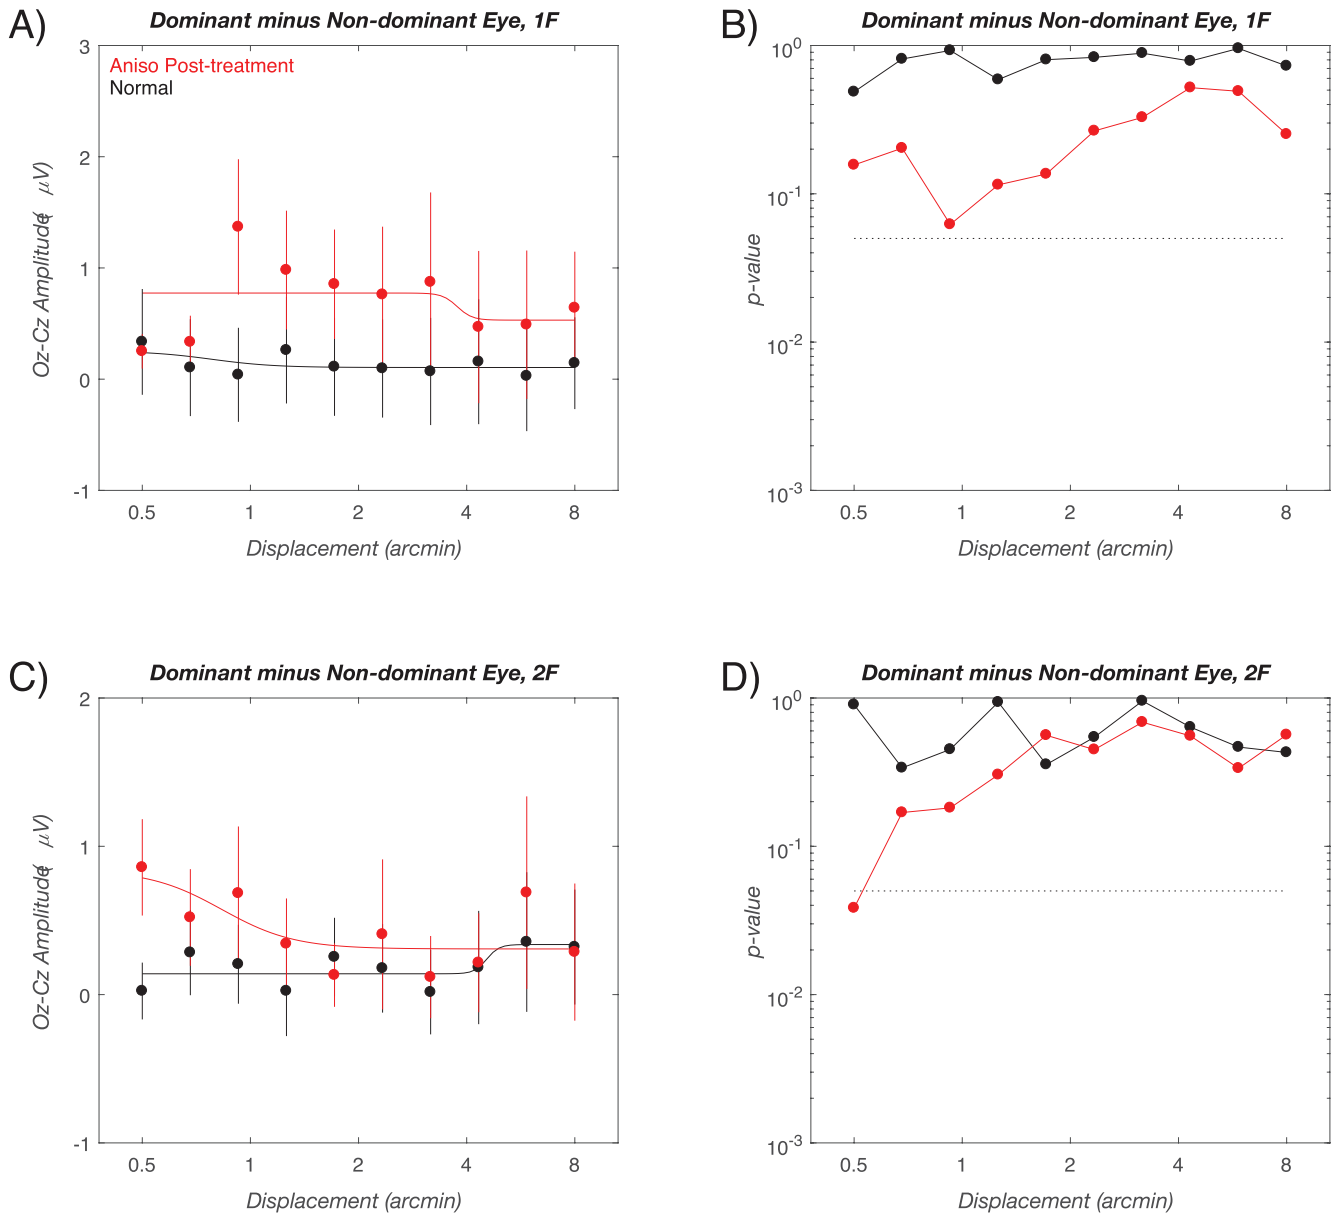 A)
Dominant minus Non-dominant Eye, 1F
Aniso Post-treatment
Normal
3
2
1
0
-1
Oz-Cz Amplitude( μV)
0.5 1 2 4 8
Displacement (arcmin)
B)
Dominant minus Non-dominant Eye, 1F
10^0
10^-1
10^-2
10^-3
p-value
0.5 1 2 4 8
Displacement (arcmin)
C)
Dominant minus Non-dominant Eye, 2F
2
1
0
-1
Oz-Cz Amplitude( μV)
0.5 1 2 4 8
Displacement (arcmin)
D)
Dominant minus Non-dominant Eye, 2F
10^0
10^-1
10^-2
10^-3
p-value
0.5 1 2 4 8
Displacement (arcmin)